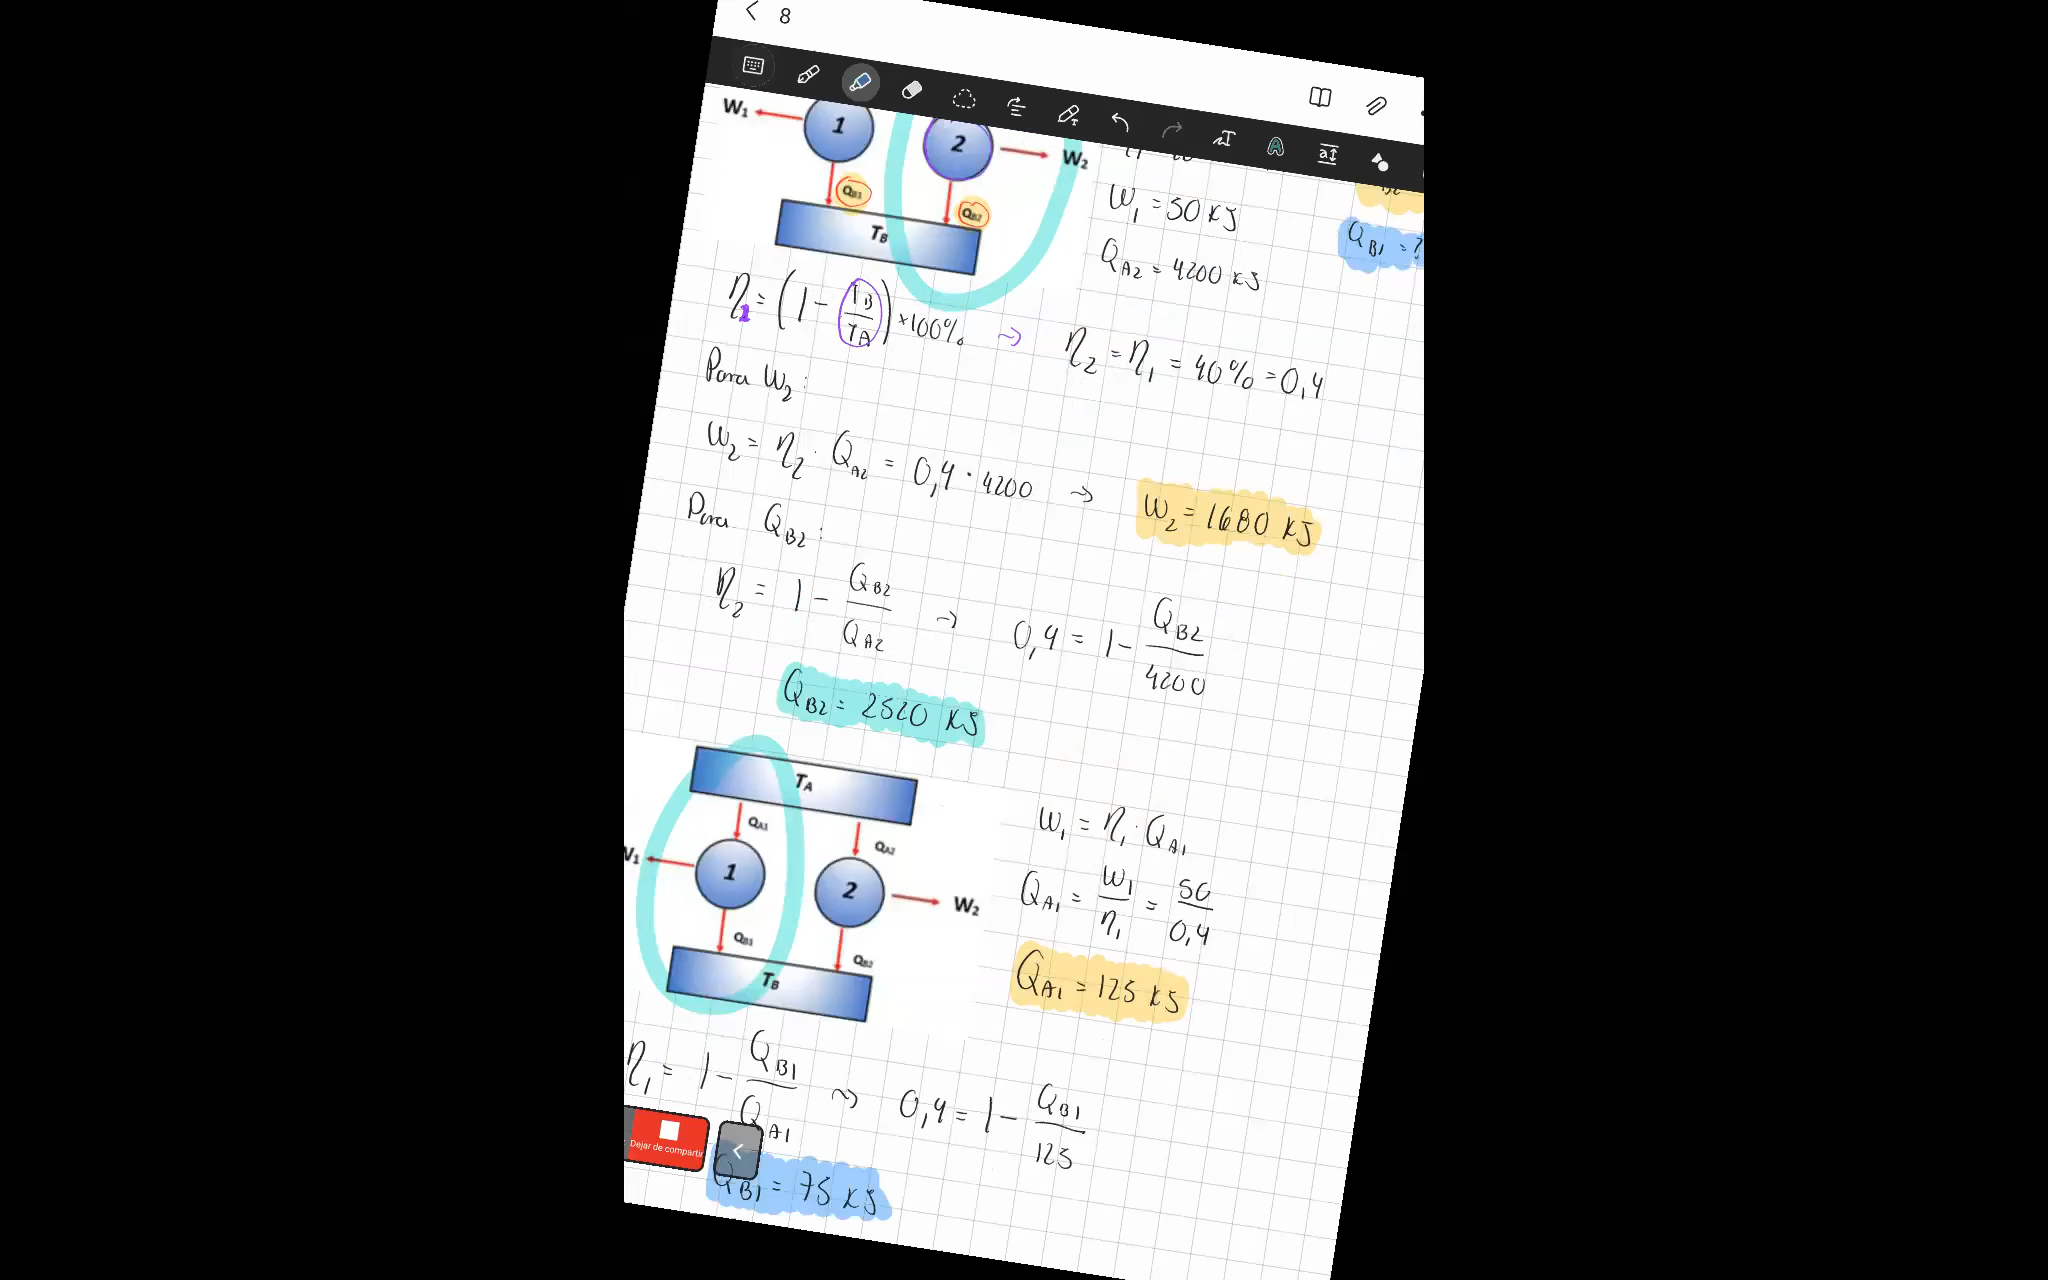 8
W₁ 1 2 W₂
Q_B1 Q_B2
T_B
W₁ = 50 KJ
Q_A2 = 4200 KJ
Q_B1 = ?
η₂ = (1 - T_B/T_A) × 100% → η₂ = η₁ = 40% = 0,4
Para W₂:
W₂ = η₂ · Q_A2 = 0,4 · 4200 → W₂ = 1680 KJ
Para Q_B2:
η₂ = 1 - Q_B2/Q_A2 → 0,4 = 1 - Q_B2/4200
Q_B2 = 2520 KJ
T_A
Q_A1 Q_A2
W₁ 1 2 W₂
Q_B1 Q_B2
T_B
W₁ = η₁ · Q_A1
Q_A1 = W₁/η₁ = 50/0,4
Q_A1 = 125 KJ
η₁ = 1 - Q_B1/Q_A1 → 0,4 = 1 - Q_B1/125
Dejar de compartir
Q_B1 = 75 KJ